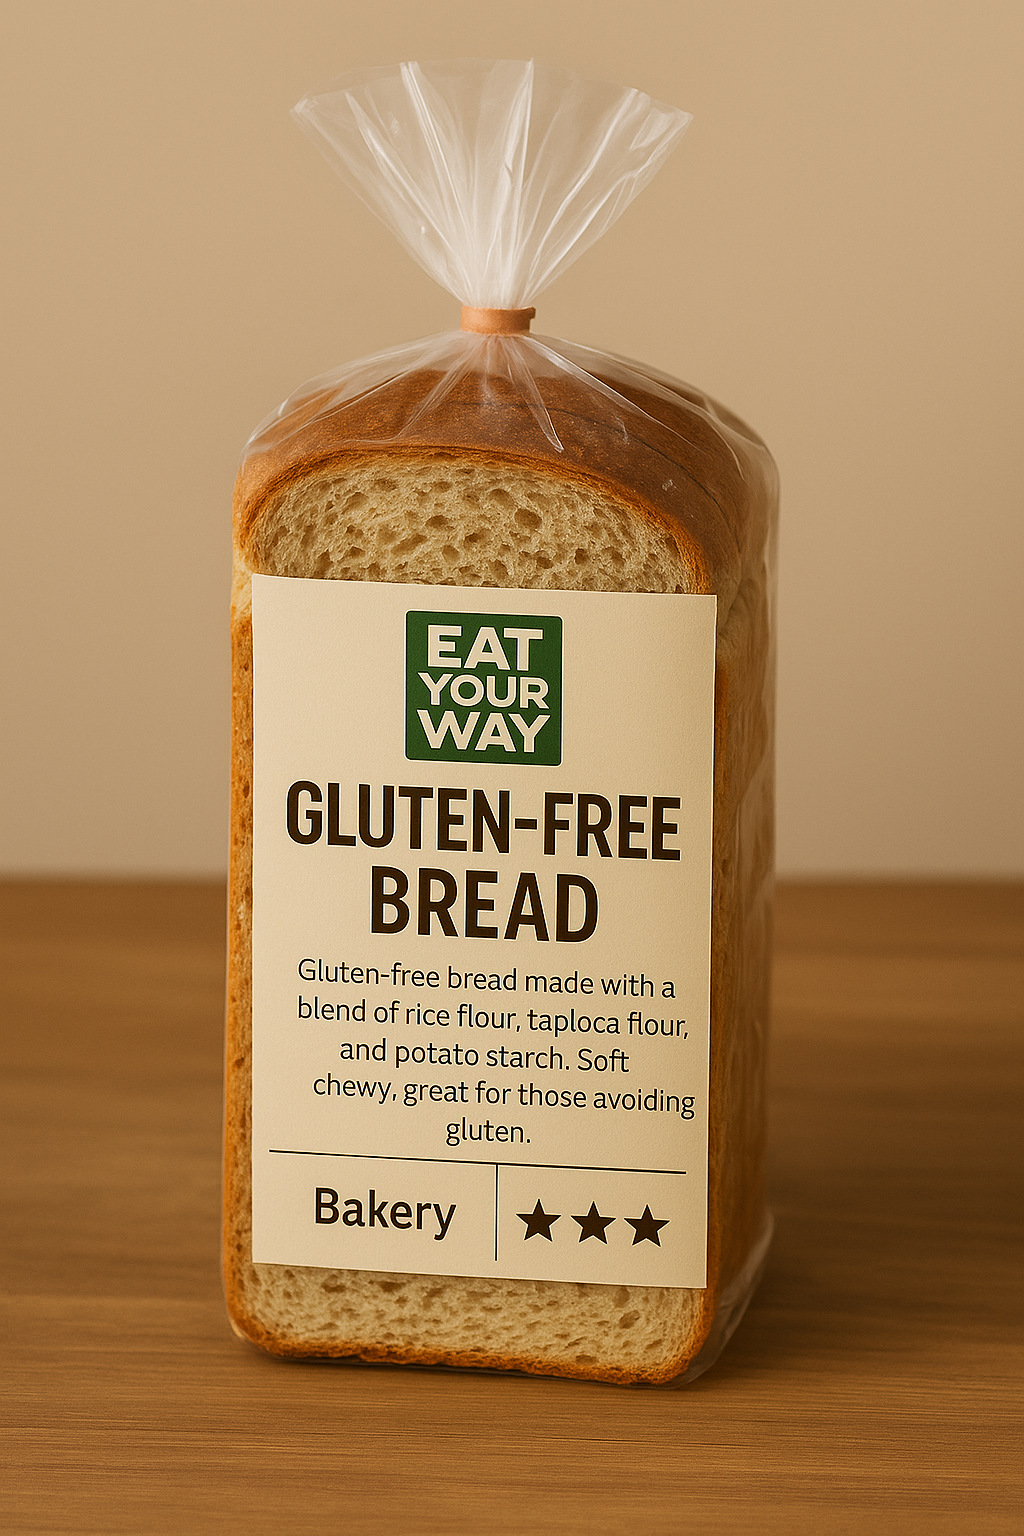 EAT
YOUR
WAY
GLUTEN-FREE
BREAD
Gluten-free bread made with a
blend of rice flour, taploca flour,
and potato starch. Soft
chewy, great for those avoiding
gluten.
Bakery ★★★